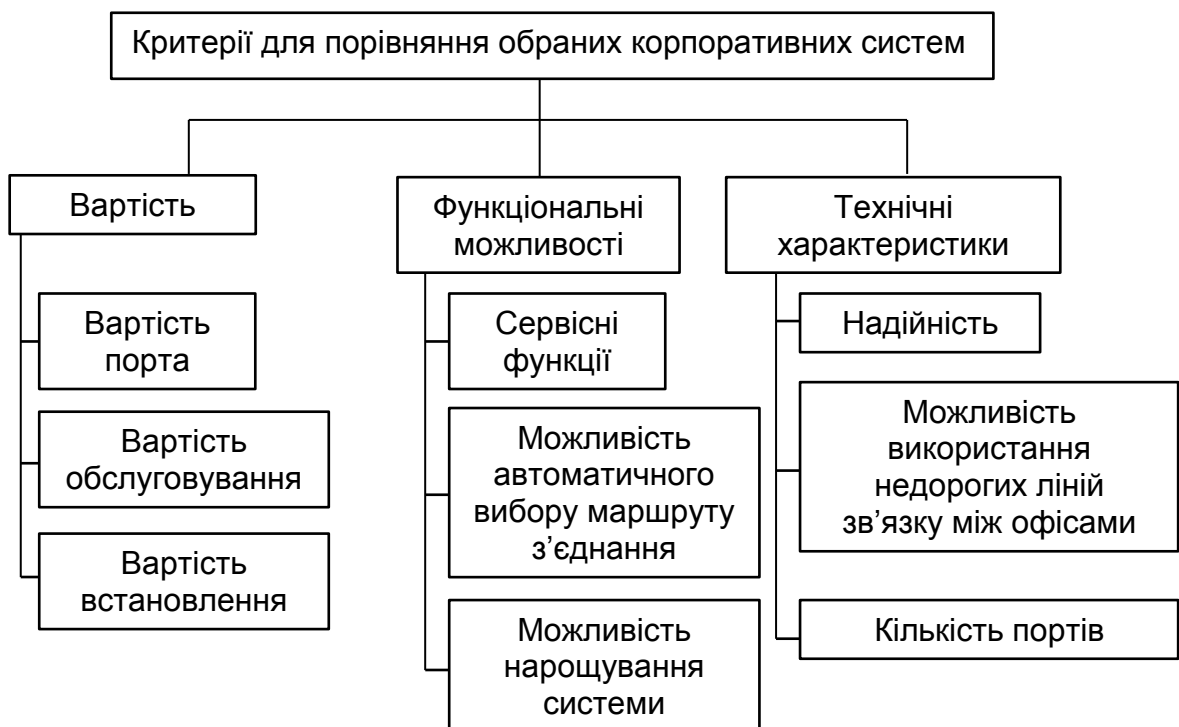 Критерії для порівняння обраних корпоративних систем
Вартість
Вартість
порта
Вартість
обслуговування
Вартість
встановлення
Функціональні
можливості
Сервісні
функції
Можливість
автоматичного
вибору маршруту
з’єднання
Можливість
нарощування
системи
Технічні
характеристики
Надійність
Можливість
використання
недорогих ліній
зв’язку між офісами
Кількість портів